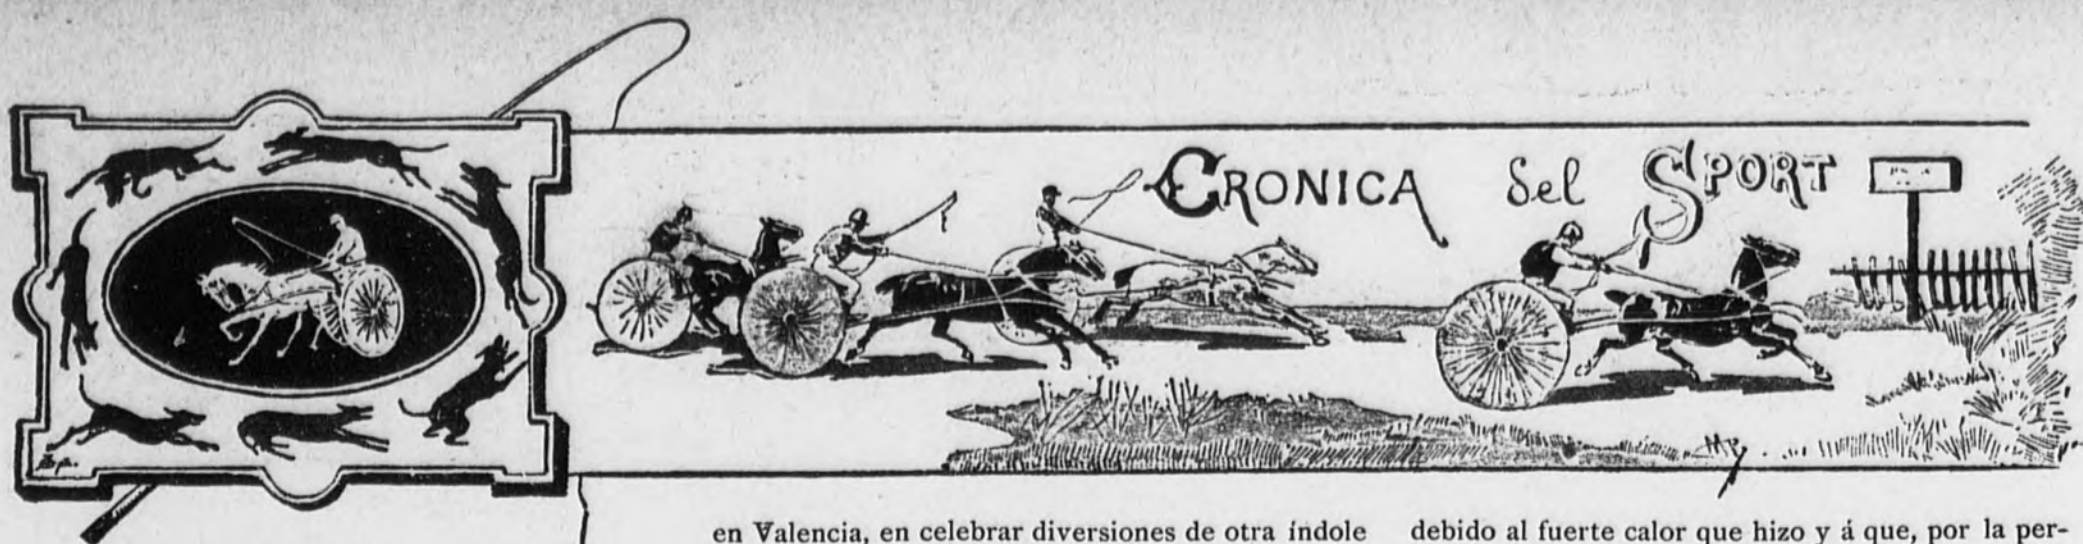 CRONICA del SPORT
en Valencia, en celebrar diversiones de otra índole
debido al fuerte calor que hizo y á que, por la per-